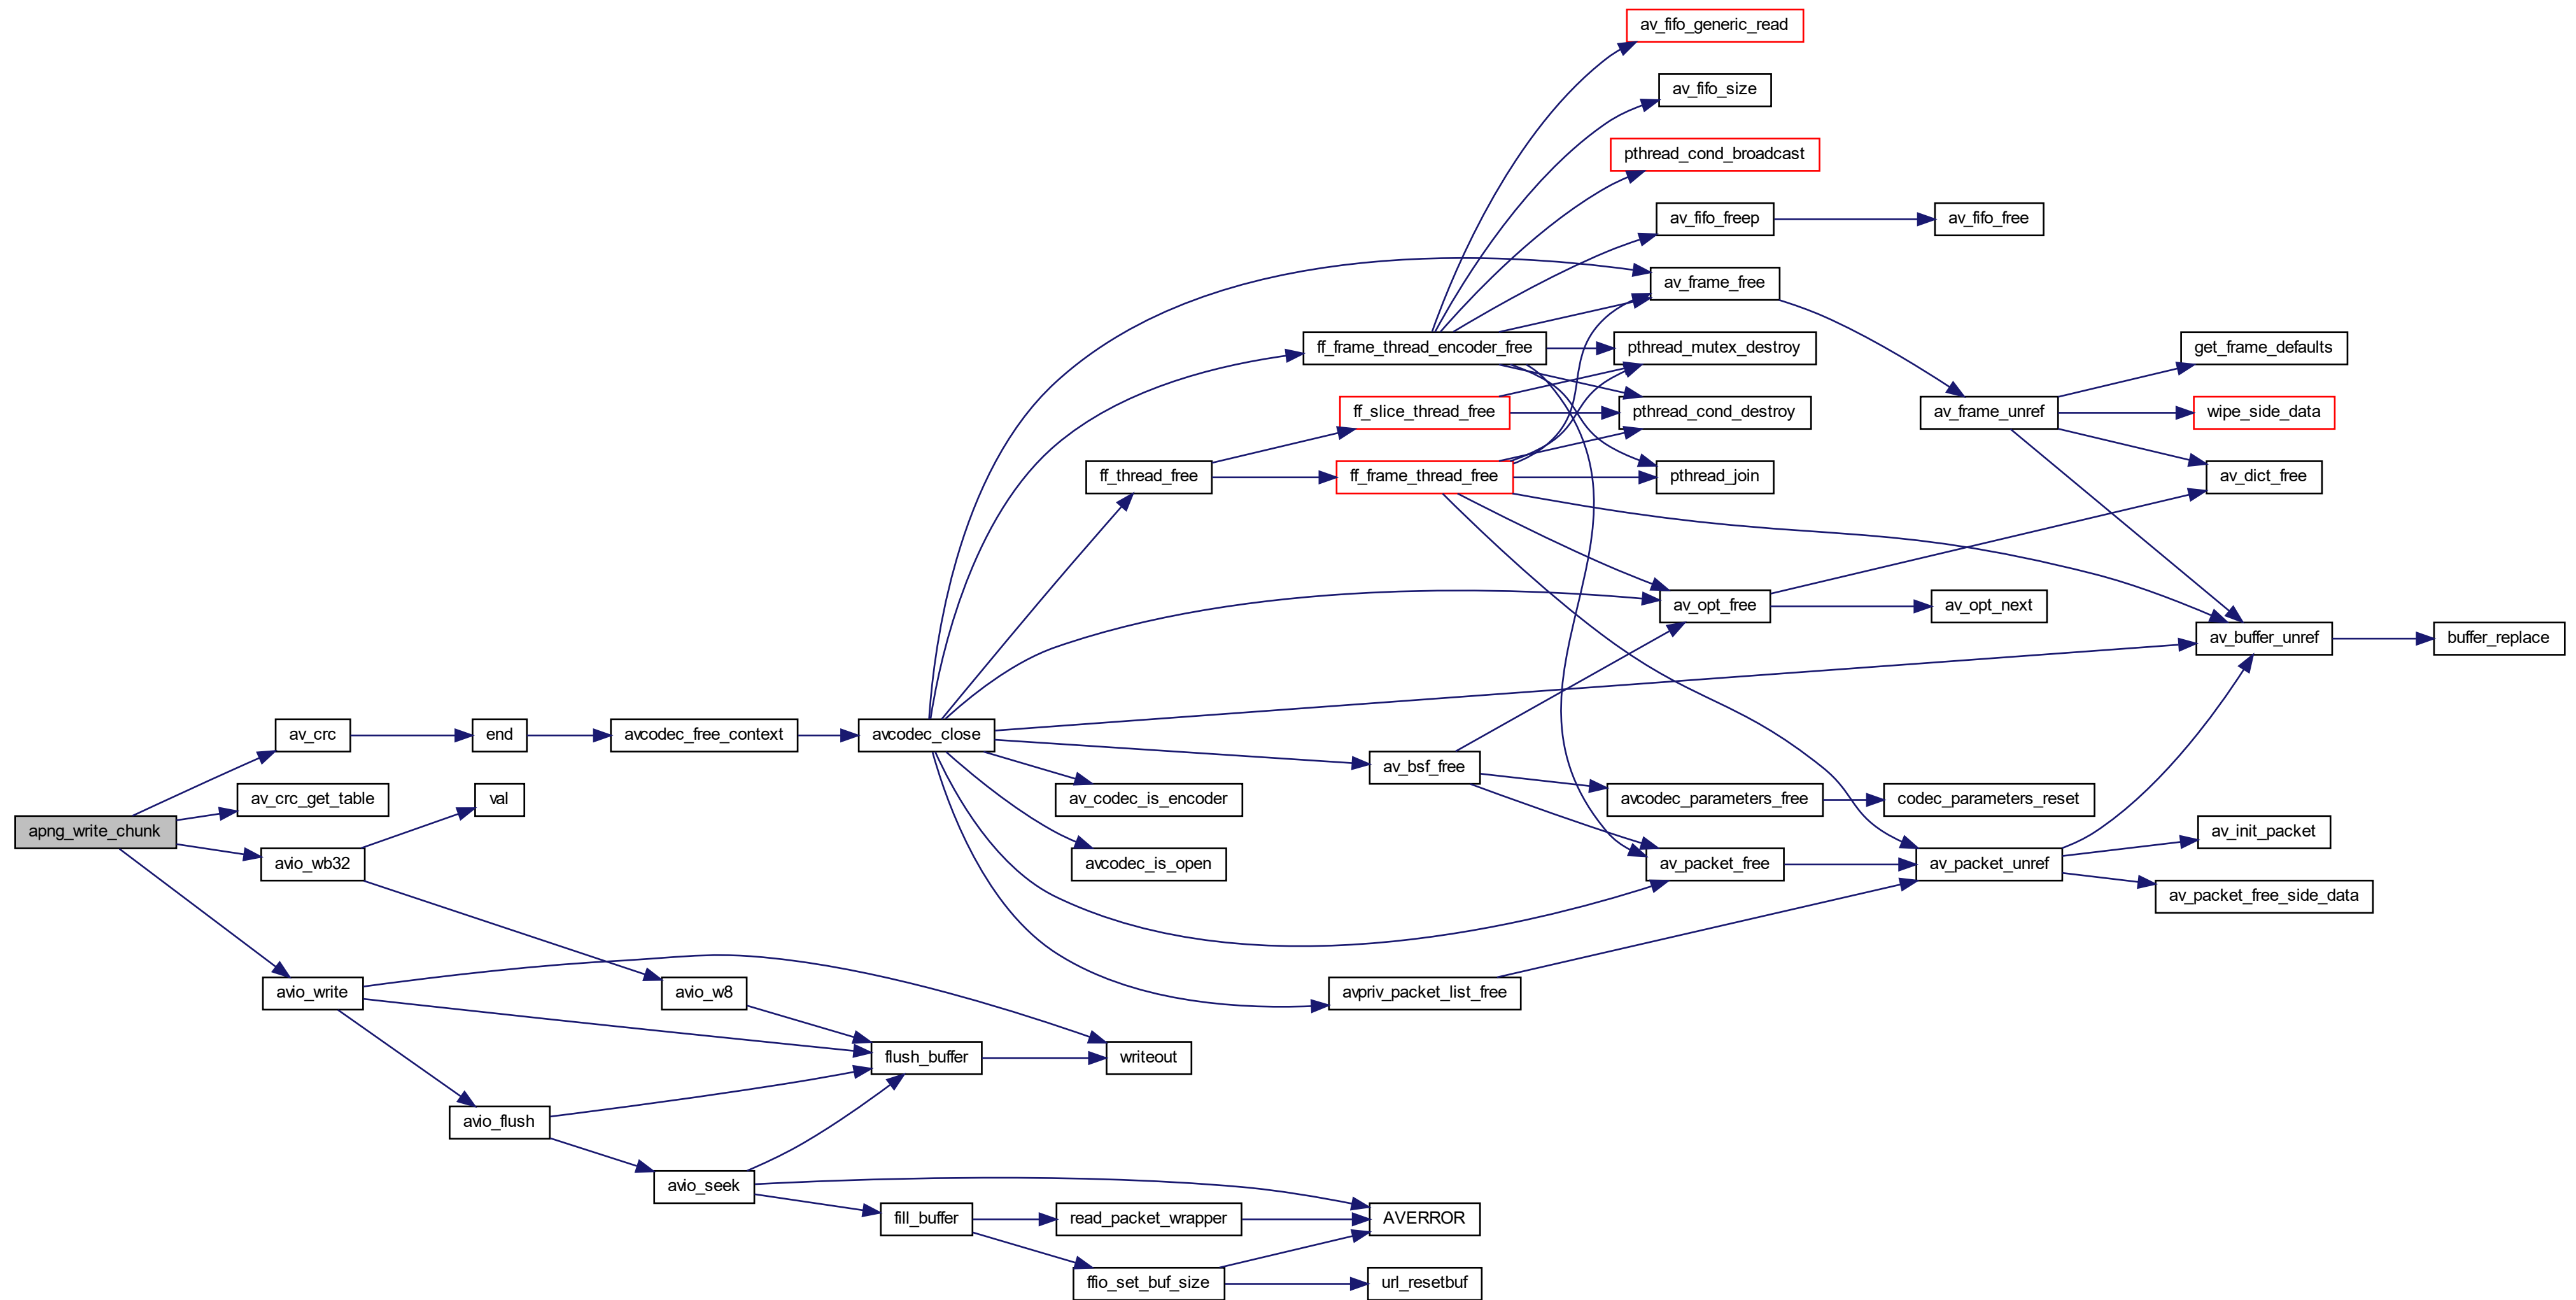 av_fifo_generic_read
av_fifo_size
pthread_cond_broadcast
av_fifo_freep
av_fifo_free
av_frame_free
ff_frame_thread_encoder_free
pthread_mutex_destroy
get_frame_defaults
ff_slice_thread_free
pthread_cond_destroy
av_frame_unref
wipe_side_data
ff_thread_free
ff_frame_thread_free
pthread_join
av_dict_free
av_opt_free
av_opt_next
av_buffer_unref
buffer_replace
av_crc
end
avcodec_free_context
avcodec_close
av_bsf_free
av_crc_get_table
val
av_codec_is_encoder
avcodec_parameters_free
codec_parameters_reset
apng_write_chunk
av_init_packet
avio_wb32
avcodec_is_open
av_packet_free
av_packet_unref
av_packet_free_side_data
avio_write
avio_w8
avpriv_packet_list_free
flush_buffer
writeout
avio_flush
avio_seek
fill_buffer
read_packet_wrapper
AVERROR
ffio_set_buf_size
url_resetbuf